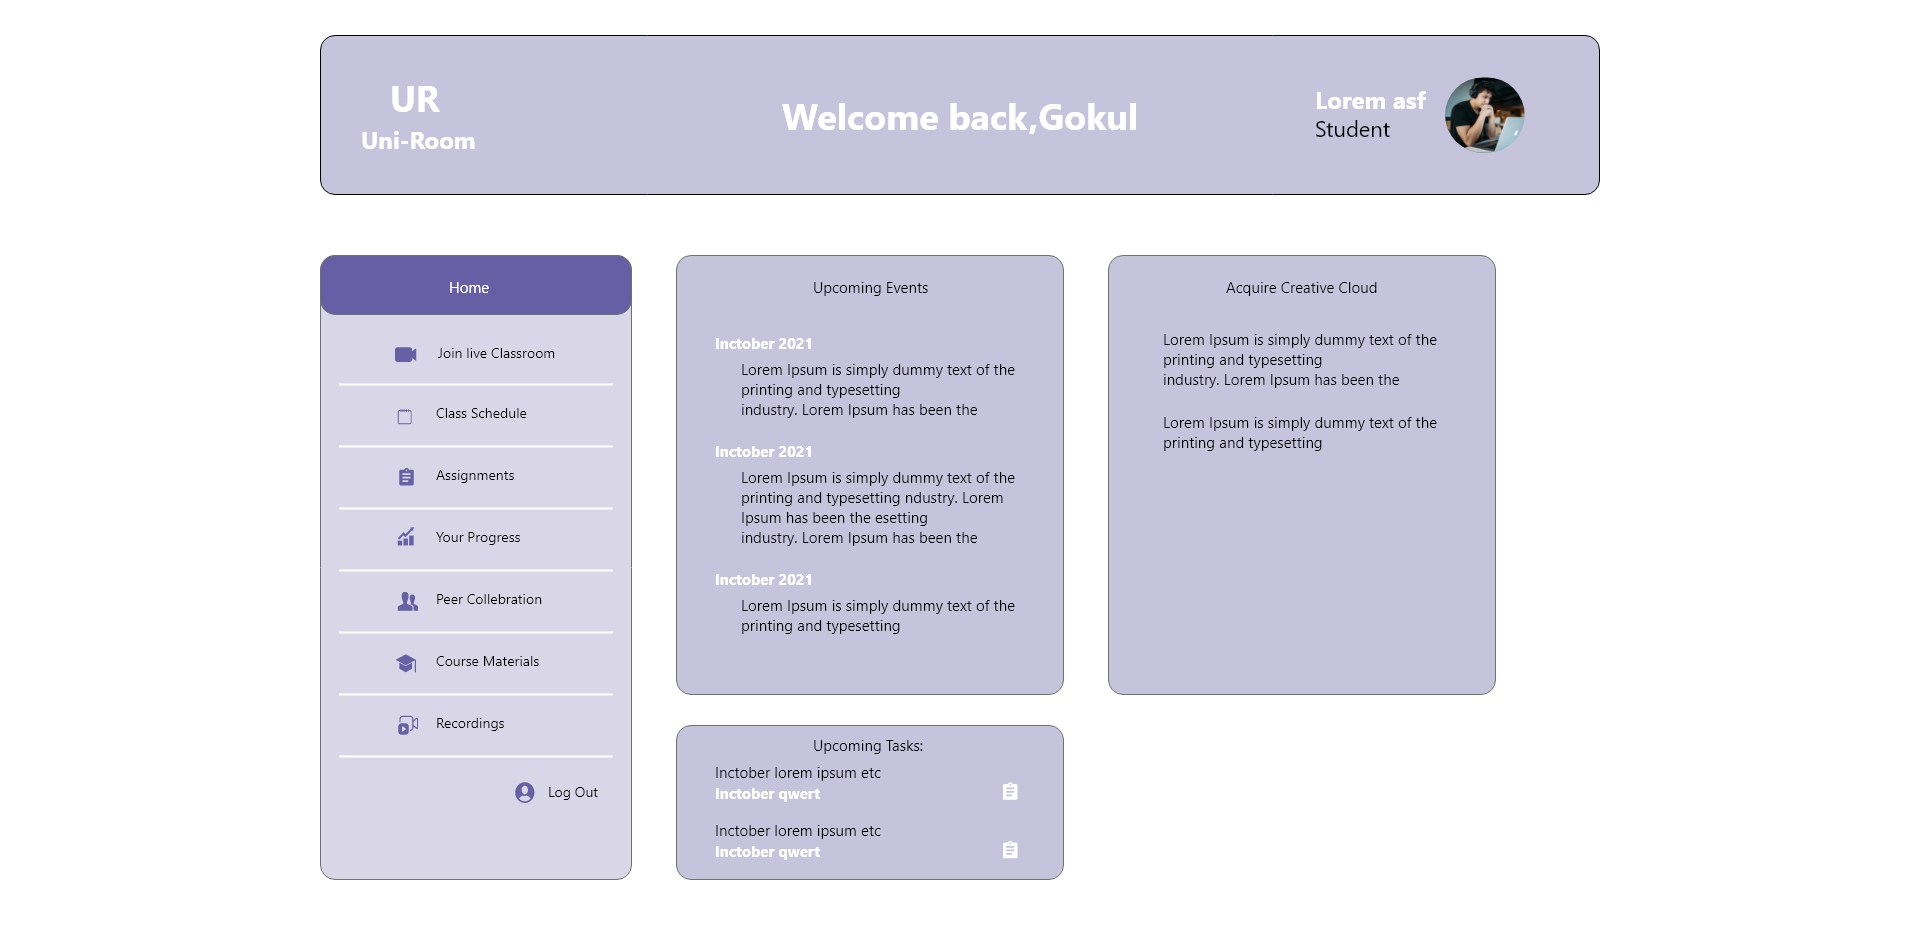 UR
Uni-Room
Welcome back,Gokul
Lorem asf
Student
Home
Join live Classroom
Class Schedule
Assignments
Your Progress
Peer Collebration
Course Materials
Recordings
Log Out
Upcoming Events
Inctober 2021
Lorem Ipsum is simply dummy text of the
printing and typesetting
industry. Lorem Ipsum has been the
Inctober 2021
Lorem Ipsum is simply dummy text of the
printing and typesetting ndustry. Lorem
Ipsum has been the esetting
industry. Lorem Ipsum has been the
Inctober 2021
Lorem Ipsum is simply dummy text of the
printing and typesetting
Acquire Creative Cloud
Lorem Ipsum is simply dummy text of the
printing and typesetting
industry. Lorem Ipsum has been the
Lorem Ipsum is simply dummy text of the
printing and typesetting
Upcoming Tasks:
Inctober lorem ipsum etc
Inctober qwert
Inctober lorem ipsum etc
Inctober qwert